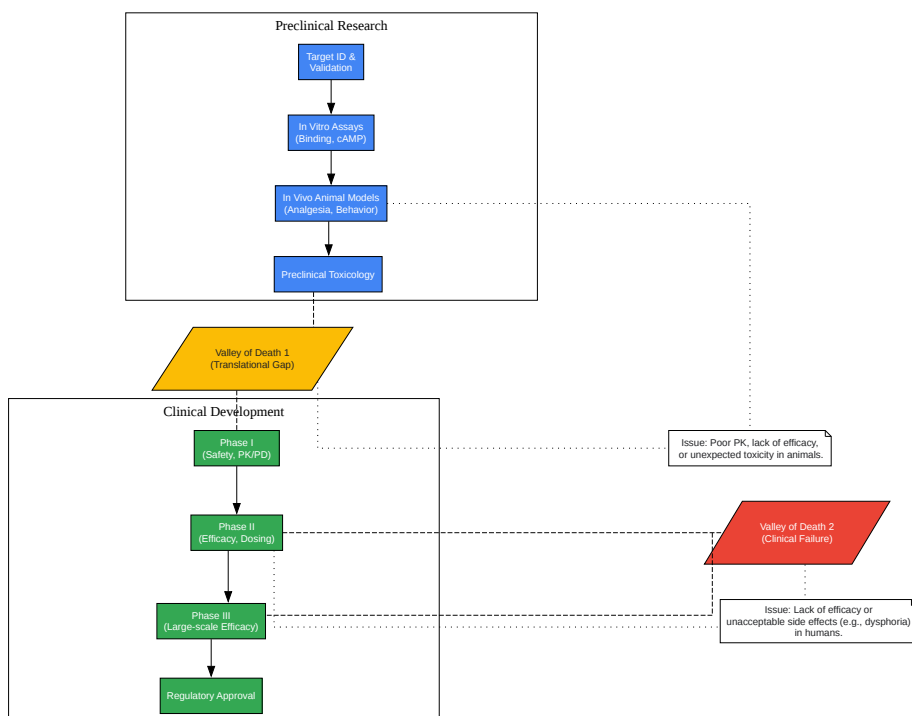 Preclinical Research
Target ID &
Validation
In Vitro Assays
(Binding, cAMP)
In Vivo Animal Models
(Analgesia, Behavior)
Preclinical Toxicology
Valley of Death 1
(Translational Gap)
Clinical Development
Phase I
(Safety, PK/PD)
Issue: Poor PK, lack of efficacy,
or unexpected toxicity in animals.
Phase II
(Efficacy, Dosing)
Valley of Death 2
(Clinical Failure)
Phase III
(Large-scale Efficacy)
Issue: Lack of efficacy or
unacceptable side effects (e.g., dysphoria)
in humans.
Regulatory Approval